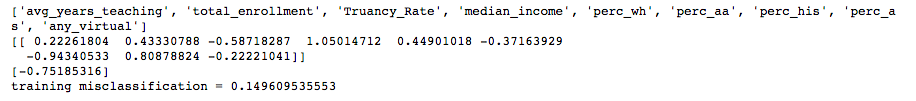 ['avg_years_teaching', 'total_enrollment', 'Truancy_Rate', 'median_income', 'perc_wh', 'perc_aa', 'perc_his', 'perc_a
s', 'any_virtual']
[[ 0.22261804  0.43330788 -0.58718287  1.05014712  0.44901018 -0.37163929
  -0.94340533  0.80878824 -0.22221041]]
[-0.75185316]
training misclassification = 0.149609535553